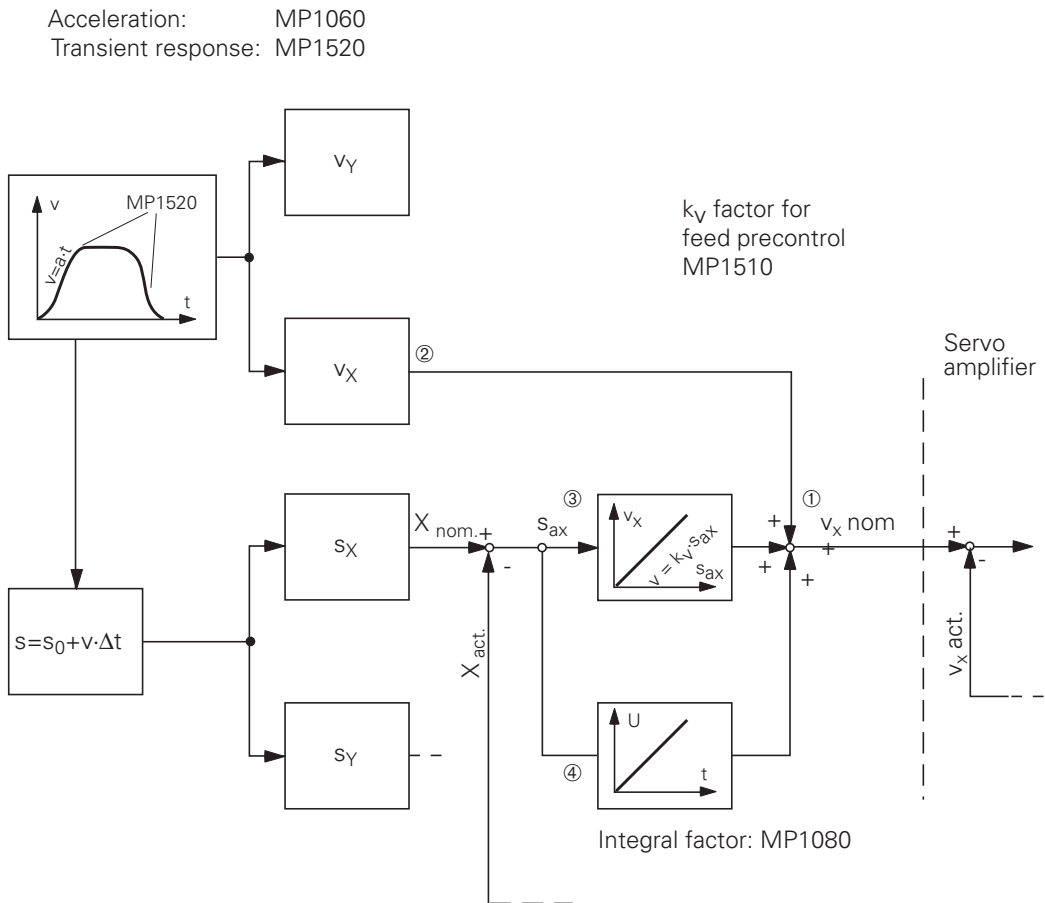 Acceleration: MP1060
Transient response: MP1520
vY
v
MP1520
v=a·t
t
kV factor for
feed precontrol
MP1510
vX
②
Servo
amplifier
sX
X nom.
+
-
sax
③
vx
v = kv·sax
sax
①
+
+
+
+
vx nom
+
-
s=s0+v·Δt
Xact.
vx act.
sY
④
U
t
Integral factor: MP1080